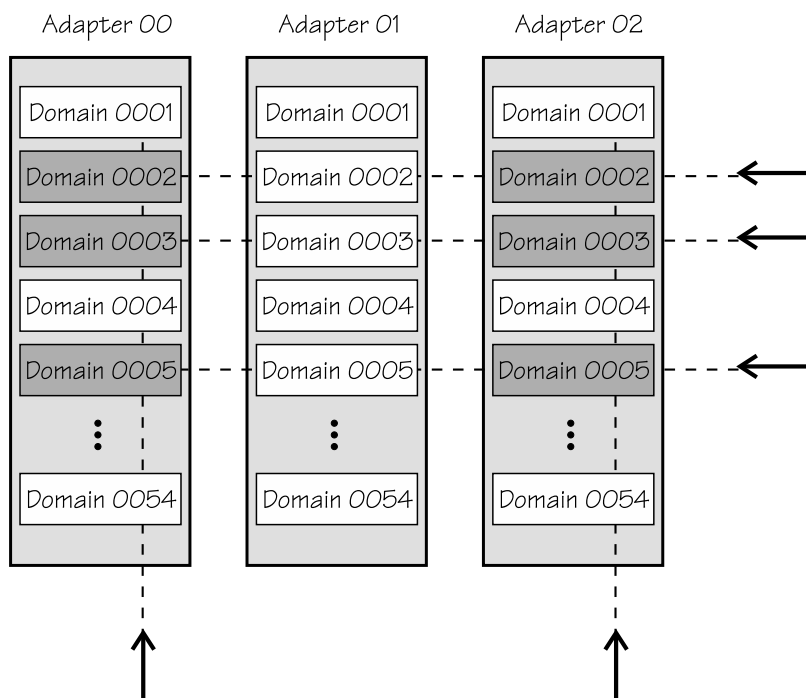 Adapter 00 Adapter 01 Adapter 02
Domain 0001 Domain 0001 Domain 0001
Domain 0002 Domain 0002 Domain 0002
Domain 0003 Domain 0003 Domain 0003
Domain 0004 Domain 0004 Domain 0004
Domain 0005 Domain 0005 Domain 0005
Domain 0054 Domain 0054 Domain 0054